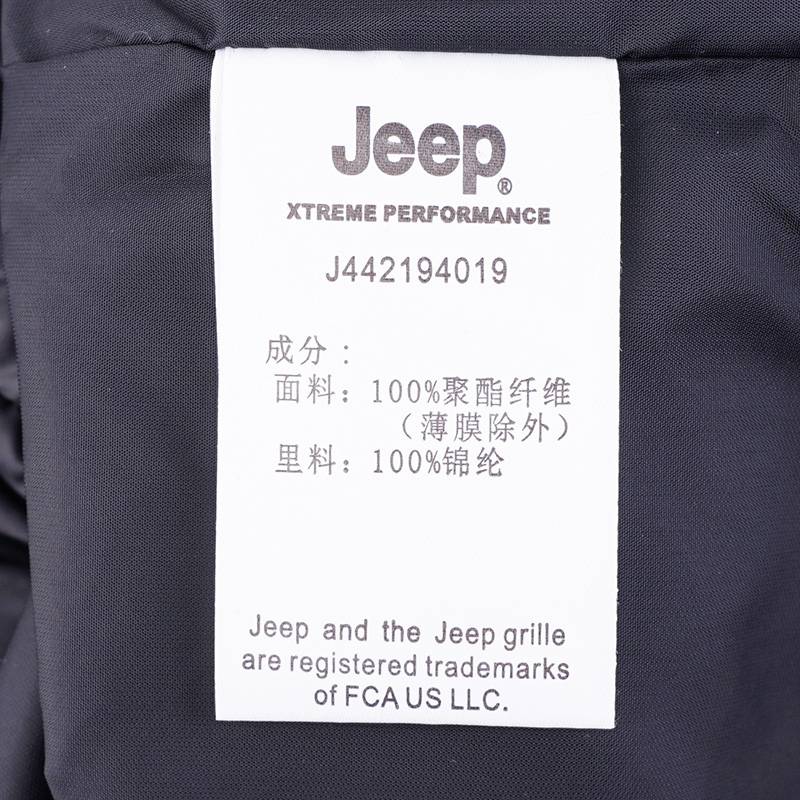 Jeep®
XTREME PERFORMANCE
J442194019
成分：
面料：100%聚酯纤维
（薄膜除外）
里料：100%锦纶
Jeep and the Jeep grille
are registered trademarks
of FCA US LLC.